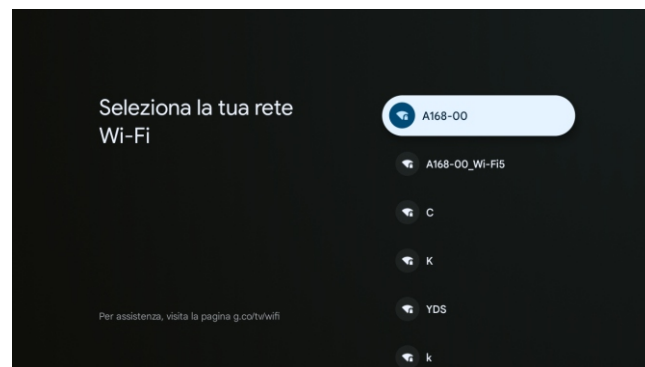 Seleziona la tua rete
Wi-Fi
Per assistenza, visita la pagina g.co/tv/wifi
A168-00
A168-00_Wi-Fi5
C
K
YDS
k